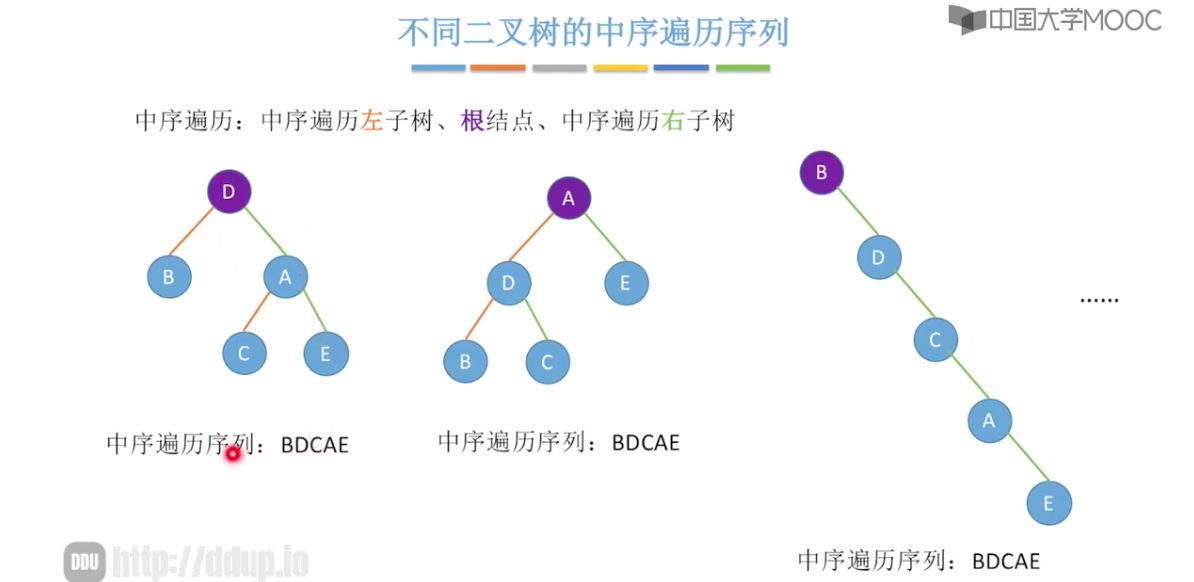 中国大学MOOC
不同二叉树的中序遍历序列
中序遍历：中序遍历左子树、根结点、中序遍历右子树
D
B
A
C
E
中序遍历序列：BDCAE
A
D
E
B
C
中序遍历序列：BDCAE
B
D
C
A
E
......
中序遍历序列：BDCAE
DDU http://ddup.io